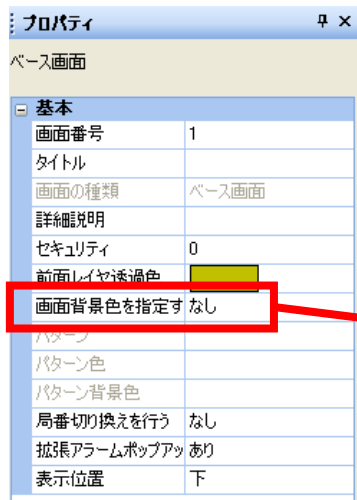 プロパティ
ベース画面
基本
画面番号 1
タイトル
画面の種類 ベース画面
詳細説明
セキュリティ 0
前面レイヤ透過色
画面背景色を指定す なし
パターン
パターン色
パターン背景色
局番切り換えを行う なし
拡張アラームポップアッ あり
表示位置 下